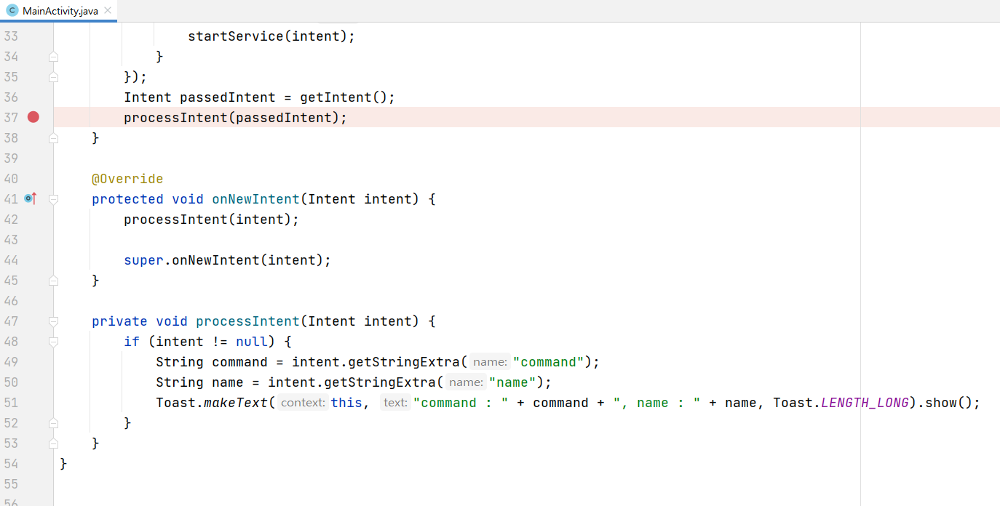 C MainActivity.java
33 startService(intent);
34 }
35 });
36 Intent passedIntent = getIntent();
37 processIntent(passedIntent);
38 }
39
40 @Override
41 protected void onNewIntent(Intent intent) {
42 processIntent(intent);
43
44 super.onNewIntent(intent);
45 }
46
47 private void processIntent(Intent intent) {
48 if (intent != null) {
49 String command = intent.getStringExtra( name: "command");
50 String name = intent.getStringExtra( name: "name");
51 Toast.makeText( context: this, text: "command : " + command + ", name : " + name, Toast.LENGTH_LONG).show();
52 }
53 }
54 }
55
56